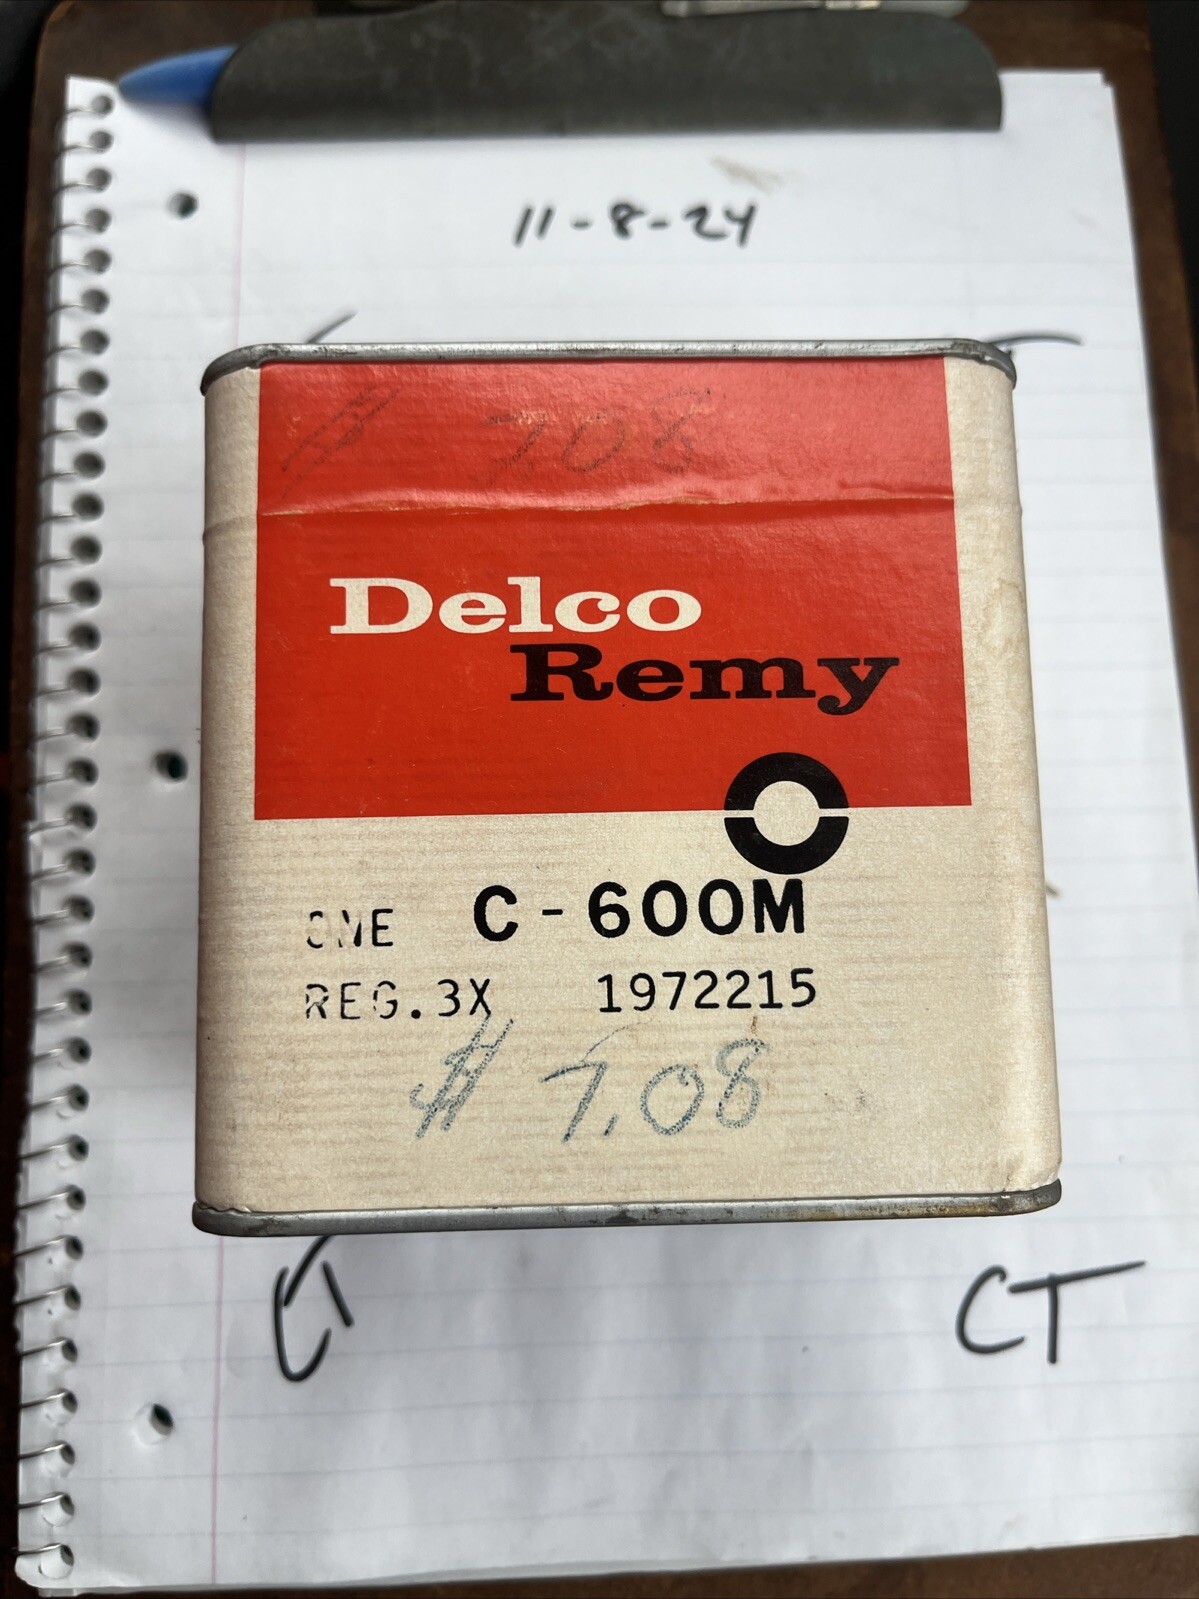 11-8-24
7.08
Delco
Remy
ONE C-600M
REG.3X 1972215
$ 7.08
CT